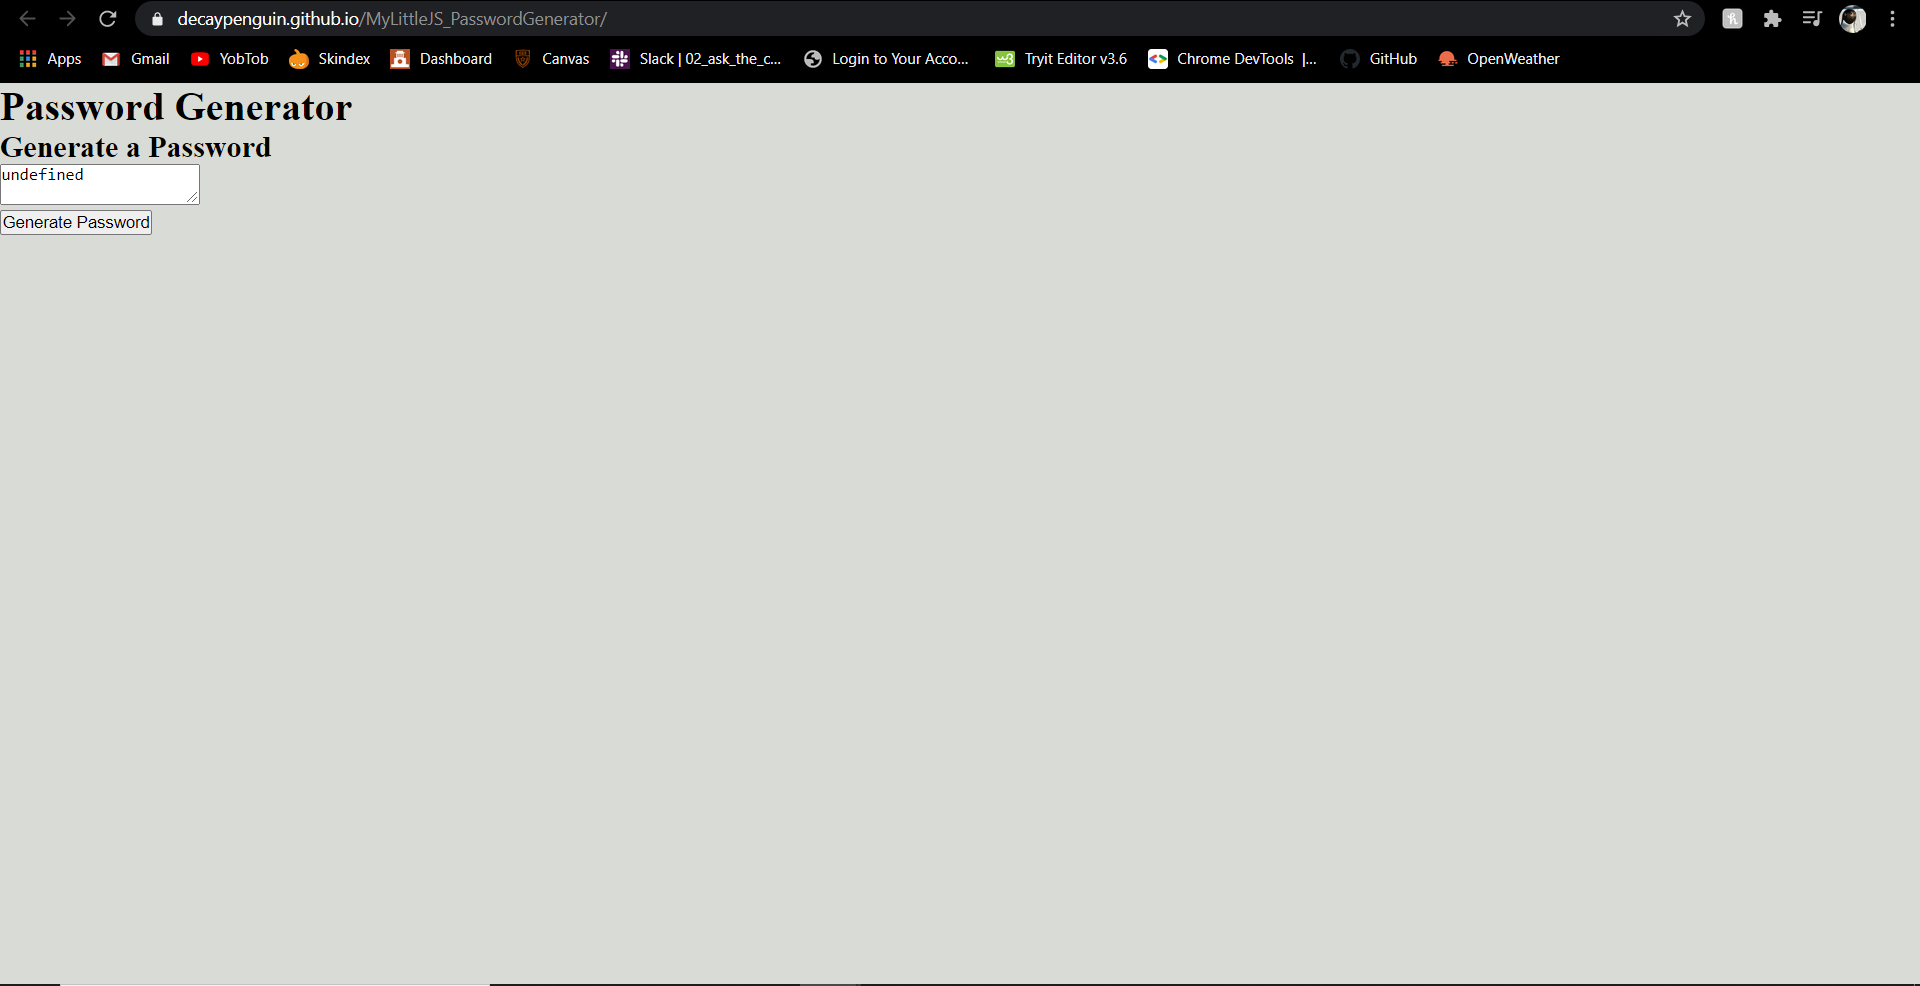 decaypenguin.github.io/MyLittleJS_PasswordGenerator/
Apps Gmail YobTob Skindex Dashboard Canvas Slack | 02_ask_the_c... Login to Your Acco... w3 Tryit Editor v3.6 Chrome DevTools |... GitHub OpenWeather
Password Generator
Generate a Password
undefined
Generate Password